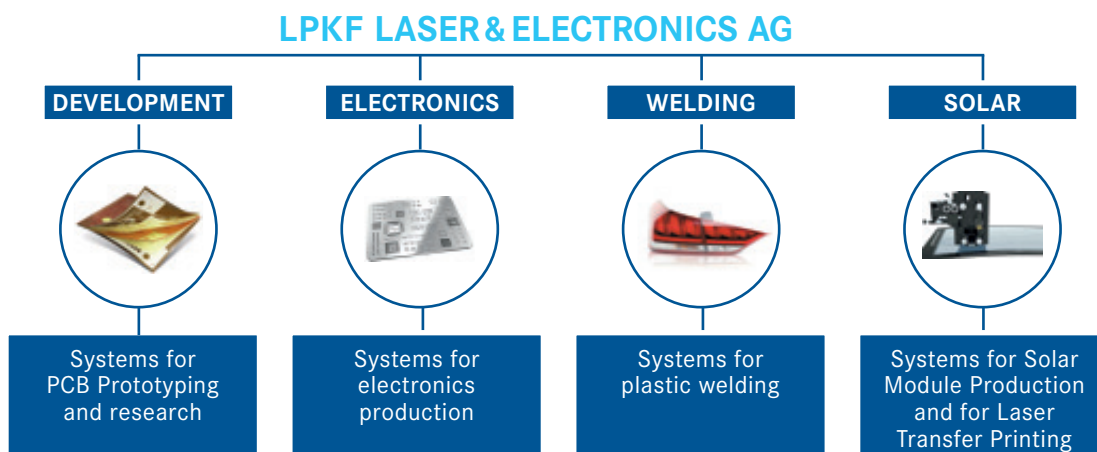 LPKF LASER & ELECTRONICS AG
DEVELOPMENT
ELECTRONICS
WELDING
SOLAR
Systems for
PCB Prototyping
and research
Systems for
electronics
production
Systems for
plastic welding
Systems for Solar
Module Production
and for Laser
Transfer Printing